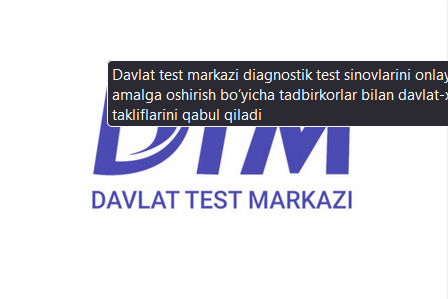 Davlat test markazi diagnostik test sinovlarini onlay
amalga oshirish bo‘yicha tadbirkorlar bilan davlat-x
takliflarini qabul qiladi
DTM
DAVLAT TEST MARKAZI